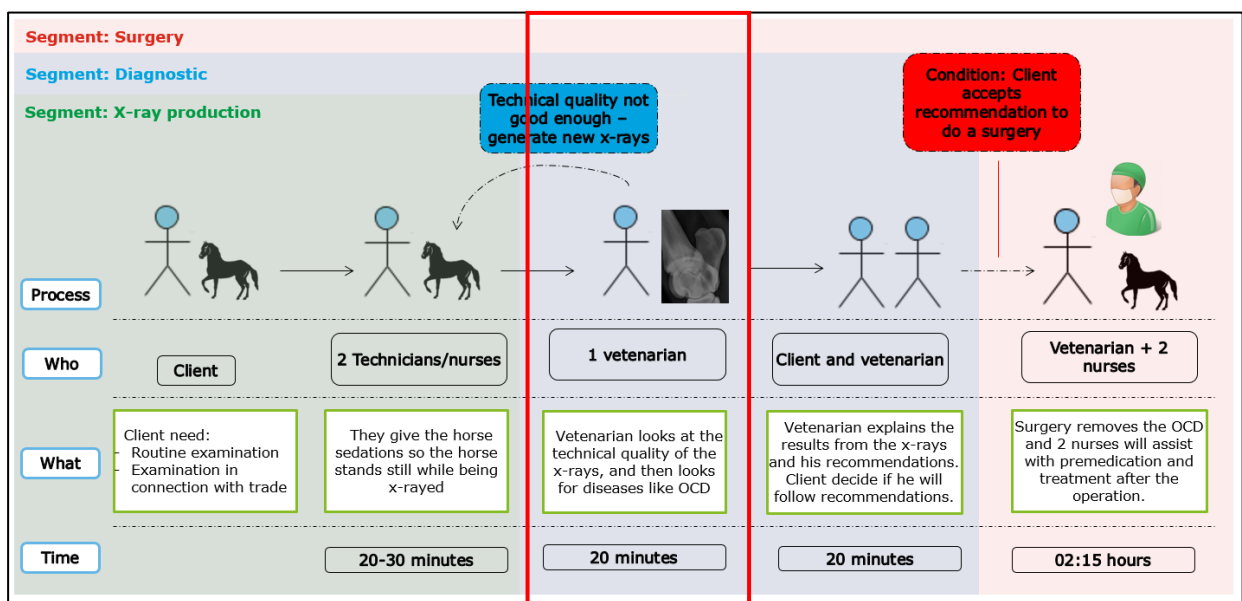 Segment: Surgery
Segment: Diagnostic
Segment: X-ray production
Technical quality not
good enough –
generate new x-rays
Condition: Client
accepts
recommendation to
do a surgery
Process
Who
Client
2 Technicians/nurses
1 vetenarian
Client and vetenarian
Vetenarian + 2
nurses
What
Client need:
- Routine examination
- Examination in
connection with trade
They give the horse
sedations so the horse
stands still while being
x-rayed
Vetenarian looks at the
technical quality of the
x-rays, and then looks
for diseases like OCD
Vetenarian explains the
results from the x-rays
and his recommendations.
Client decide if he will
follow recommendations.
Surgery removes the OCD
and 2 nurses will assist
with premedication and
treatment after the
operation.
Time
20-30 minutes
20 minutes
20 minutes
02:15 hours